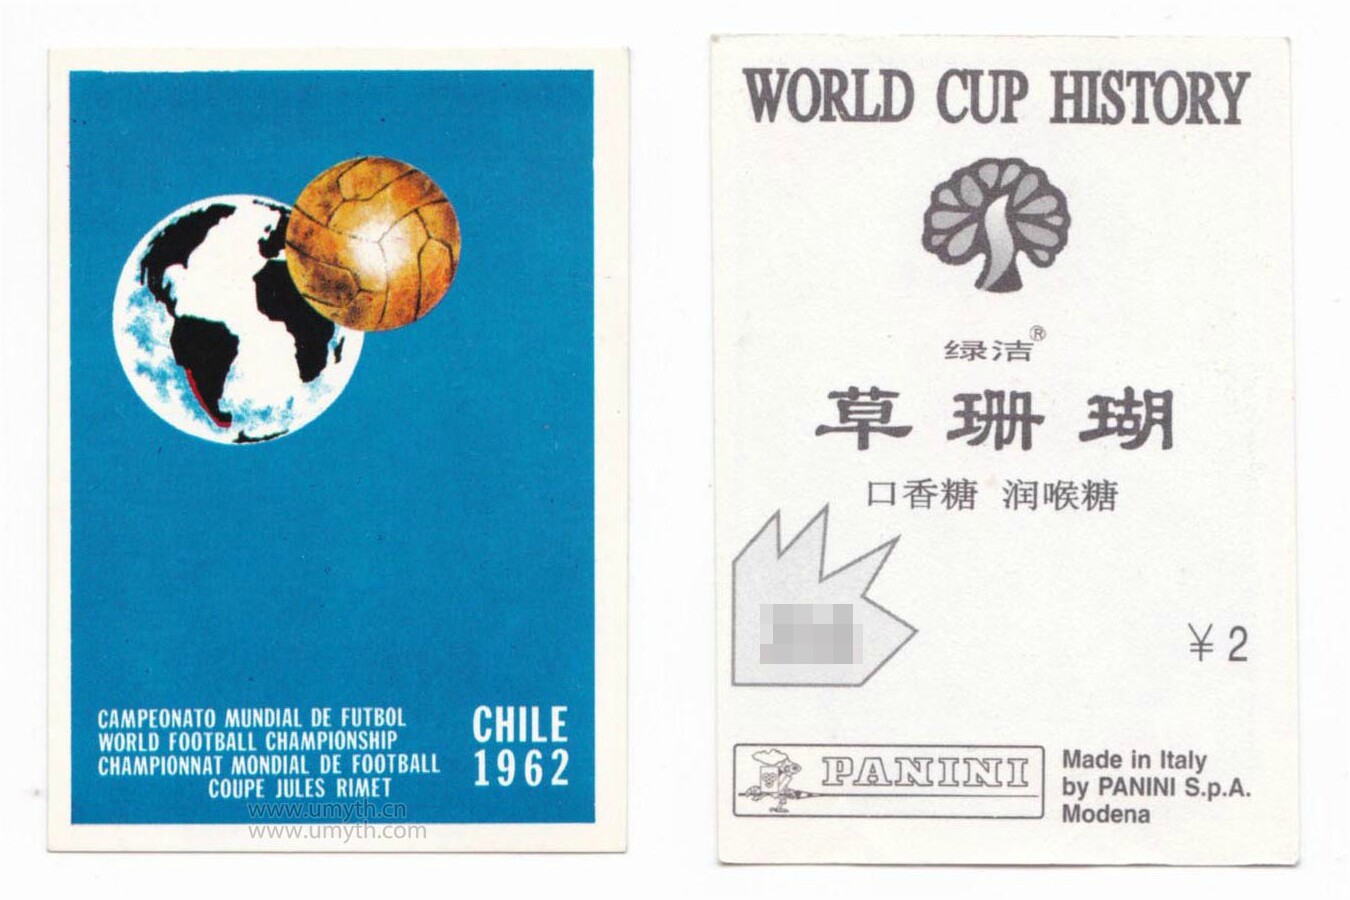 CAMPEONATO MUNDIAL DE FUTBOL
WORLD FOOTBALL CHAMPIONSHIP
CHAMPIONNAT MONDIAL DE FOOTBALL
COUPE JULES RIMET
CHILE
1962
www.umyth.cn
www.umyth.com
WORLD CUP HISTORY
绿洁®
草珊瑚
口香糖 润喉糖
¥2
PANINI
Made in Italy
by PANINI S.p.A.
Modena